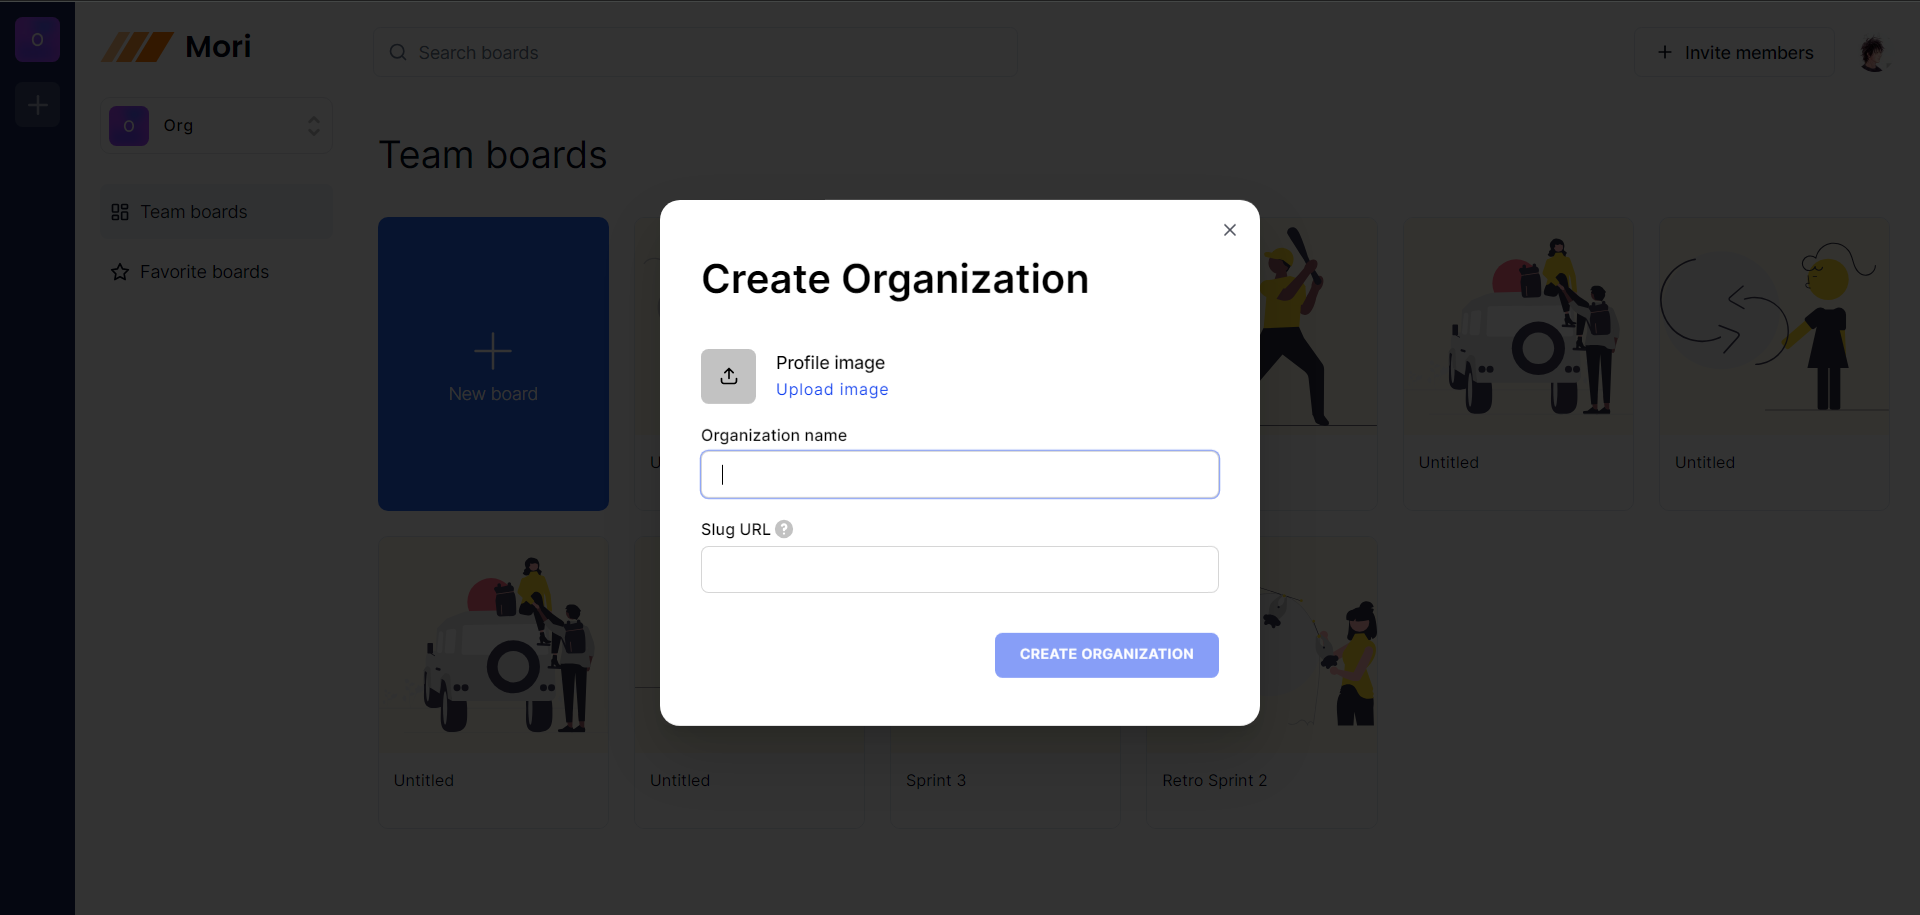 O
Mori
Search boards
Invite members
O
Org
Team boards
Favorite boards
Team boards
New board
Untitled
Untitled
Untitled
Untitled
Sprint 3
Retro Sprint 2
Create Organization
Profile image
Upload image
Organization name
Slug URL ?
CREATE ORGANIZATION